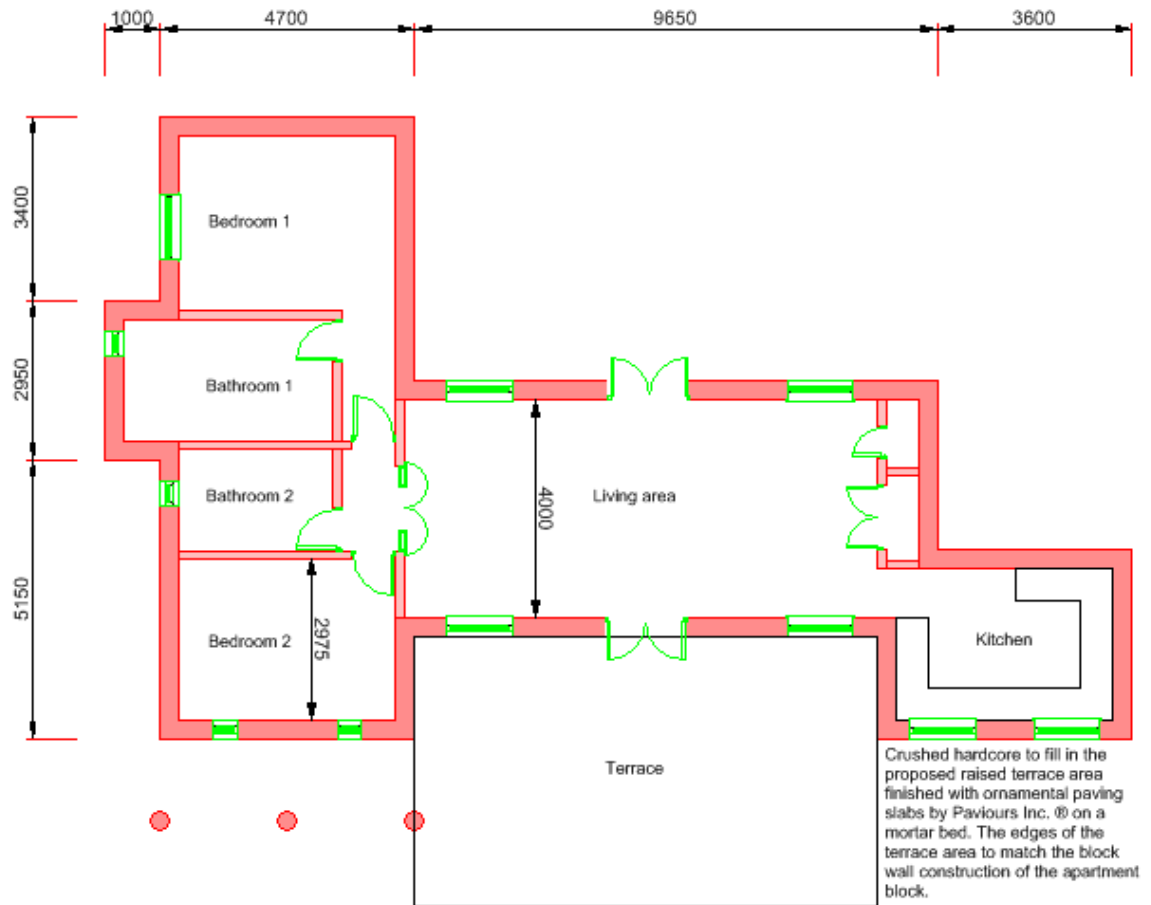 1000 4700 9650 3600
3400
Bedroom 1
2950
Bathroom 1
Bathroom 2
4000
Living area
5150
Bedroom 2
2975
Kitchen
Terrace
Crushed hardcore to fill in the
proposed raised terrace area
finished with ornamental paving
slabs by Paviours Inc. ® on a
mortar bed. The edges of the
terrace area to match the block
wall construction of the apartment
block.